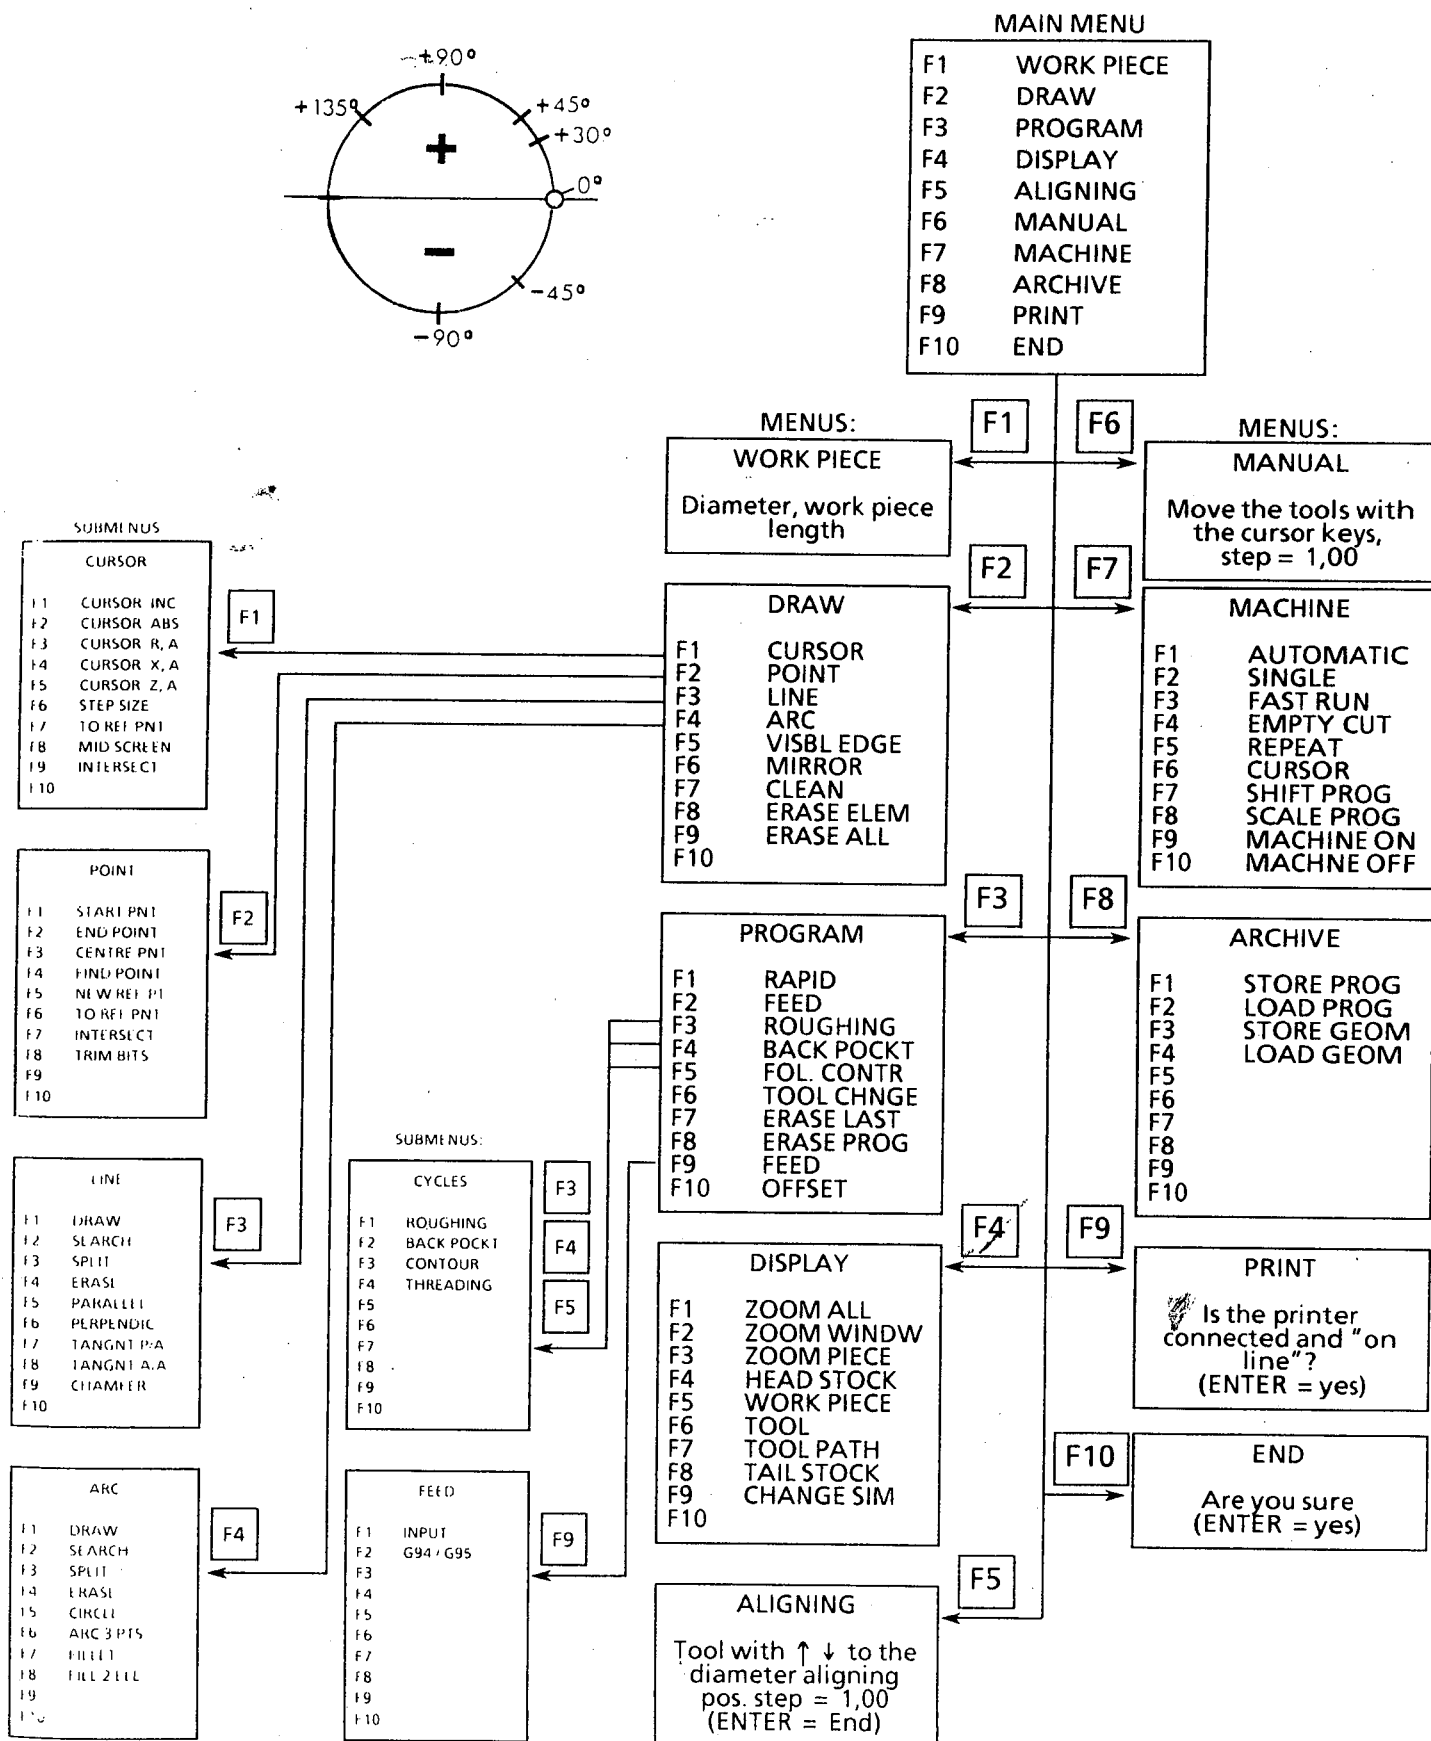 +90°
+135°
+45°
+30°
+
0°
−
-45°
-90°
MAIN MENU
F1 WORK PIECE
F2 DRAW
F3 PROGRAM
F4 DISPLAY
F5 ALIGNING
F6 MANUAL
F7 MACHINE
F8 ARCHIVE
F9 PRINT
F10 END
MENUS:
F1
WORK PIECE
Diameter, work piece
length
F6
MENUS:
MANUAL
Move the tools with
the cursor keys,
step = 1,00
F2
DRAW
F1 CURSOR
F2 POINT
F3 LINE
F4 ARC
F5 VISBL EDGE
F6 MIRROR
F7 CLEAN
F8 ERASE ELEM
F9 ERASE ALL
F10
F7
MACHINE
F1 AUTOMATIC
F2 SINGLE
F3 FAST RUN
F4 EMPTY CUT
F5 REPEAT
F6 CURSOR
F7 SHIFT PROG
F8 SCALE PROG
F9 MACHINE ON
F10 MACHNE OFF
SUBMENUS
CURSOR
F1 CURSOR INC
F2 CURSOR ABS
F3 CURSOR R, A
F4 CURSOR X, A
F5 CURSOR Z, A
F6 STEP SIZE
F7 TO REF PNT
F8 MID SCREEN
F9 INTERSECT
F10
F1
POINT
F1 START PNT
F2 END POINT
F3 CENTRE PNT
F4 FIND POINT
F5 NEW REF PT
F6 TO REF PNT
F7 INTERSECT
F8 TRIM BITS
F9
F10
F2
F3
PROGRAM
F1 RAPID
F2 FEED
F3 ROUGHING
F4 BACK POCKT
F5 FOL. CONTR
F6 TOOL CHNGE
F7 ERASE LAST
F8 ERASE PROG
F9 FEED
F10 OFFSET
F8
ARCHIVE
F1 STORE PROG
F2 LOAD PROG
F3 STORE GEOM
F4 LOAD GEOM
F5
F6
F7
F8
F9
F10
LINE
F1 DRAW
F2 SEARCH
F3 SPLIT
F4 ERASE
F5 PARALLEL
F6 PERPENDIC
F7 TANGNT P/A
F8 TANGNT A.A
F9 CHAMFER
F10
F3
SUBMENUS:
CYCLES
F1 ROUGHING
F2 BACK POCKT
F3 CONTOUR
F4 THREADING
F5
F6
F7
F8
F9
F10
F3
F4
F5
F4
DISPLAY
F1 ZOOM ALL
F2 ZOOM WINDW
F3 ZOOM PIECE
F4 HEAD STOCK
F5 WORK PIECE
F6 TOOL
F7 TOOL PATH
F8 TAIL STOCK
F9 CHANGE SIM
F10
F9
PRINT
Is the printer
connected and "on
line"?
(ENTER = yes)
F10
END
Are you sure
(ENTER = yes)
ARC
F1 DRAW
F2 SEARCH
F3 SPLIT
F4 ERASE
F5 CIRCLE
F6 ARC 3 PTS
F7 FILLET
F8 FILL 2 ELL
F9
F10
F4
FEED
F1 INPUT
F2 G94 / G95
F3
F4
F5
F6
F7
F8
F9
F10
F9
F5
ALIGNING
Tool with ↑ ↓ to the
diameter aligning
pos. step = 1,00
(ENTER = End)